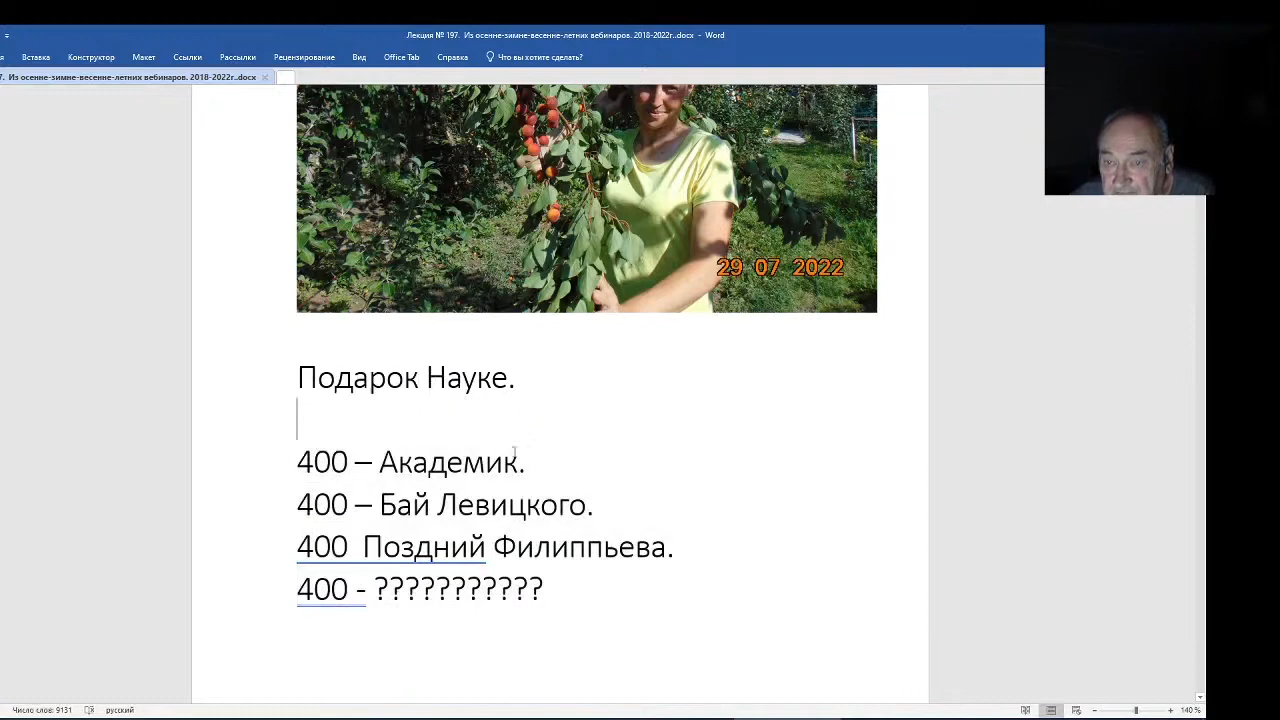 Лекция № 197. Из осенне-зимне-весенне-летних вебинаров. 2018-2022г..docx - Word
Вставка Конструктор Макет Ссылки Рассылки Рецензирование Вид Office Tab Справка Что вы хотите сделать?
7. Из осенне-зимне-весенне-летних вебинаров. 2018-2022г..docx
29 07 2022
Подарок Науке.
400 – Академик.
400 – Бай Левицкого.
400 Поздний Филиппьева.
400 - ???????????
Число слов: 9131 русский 140 %